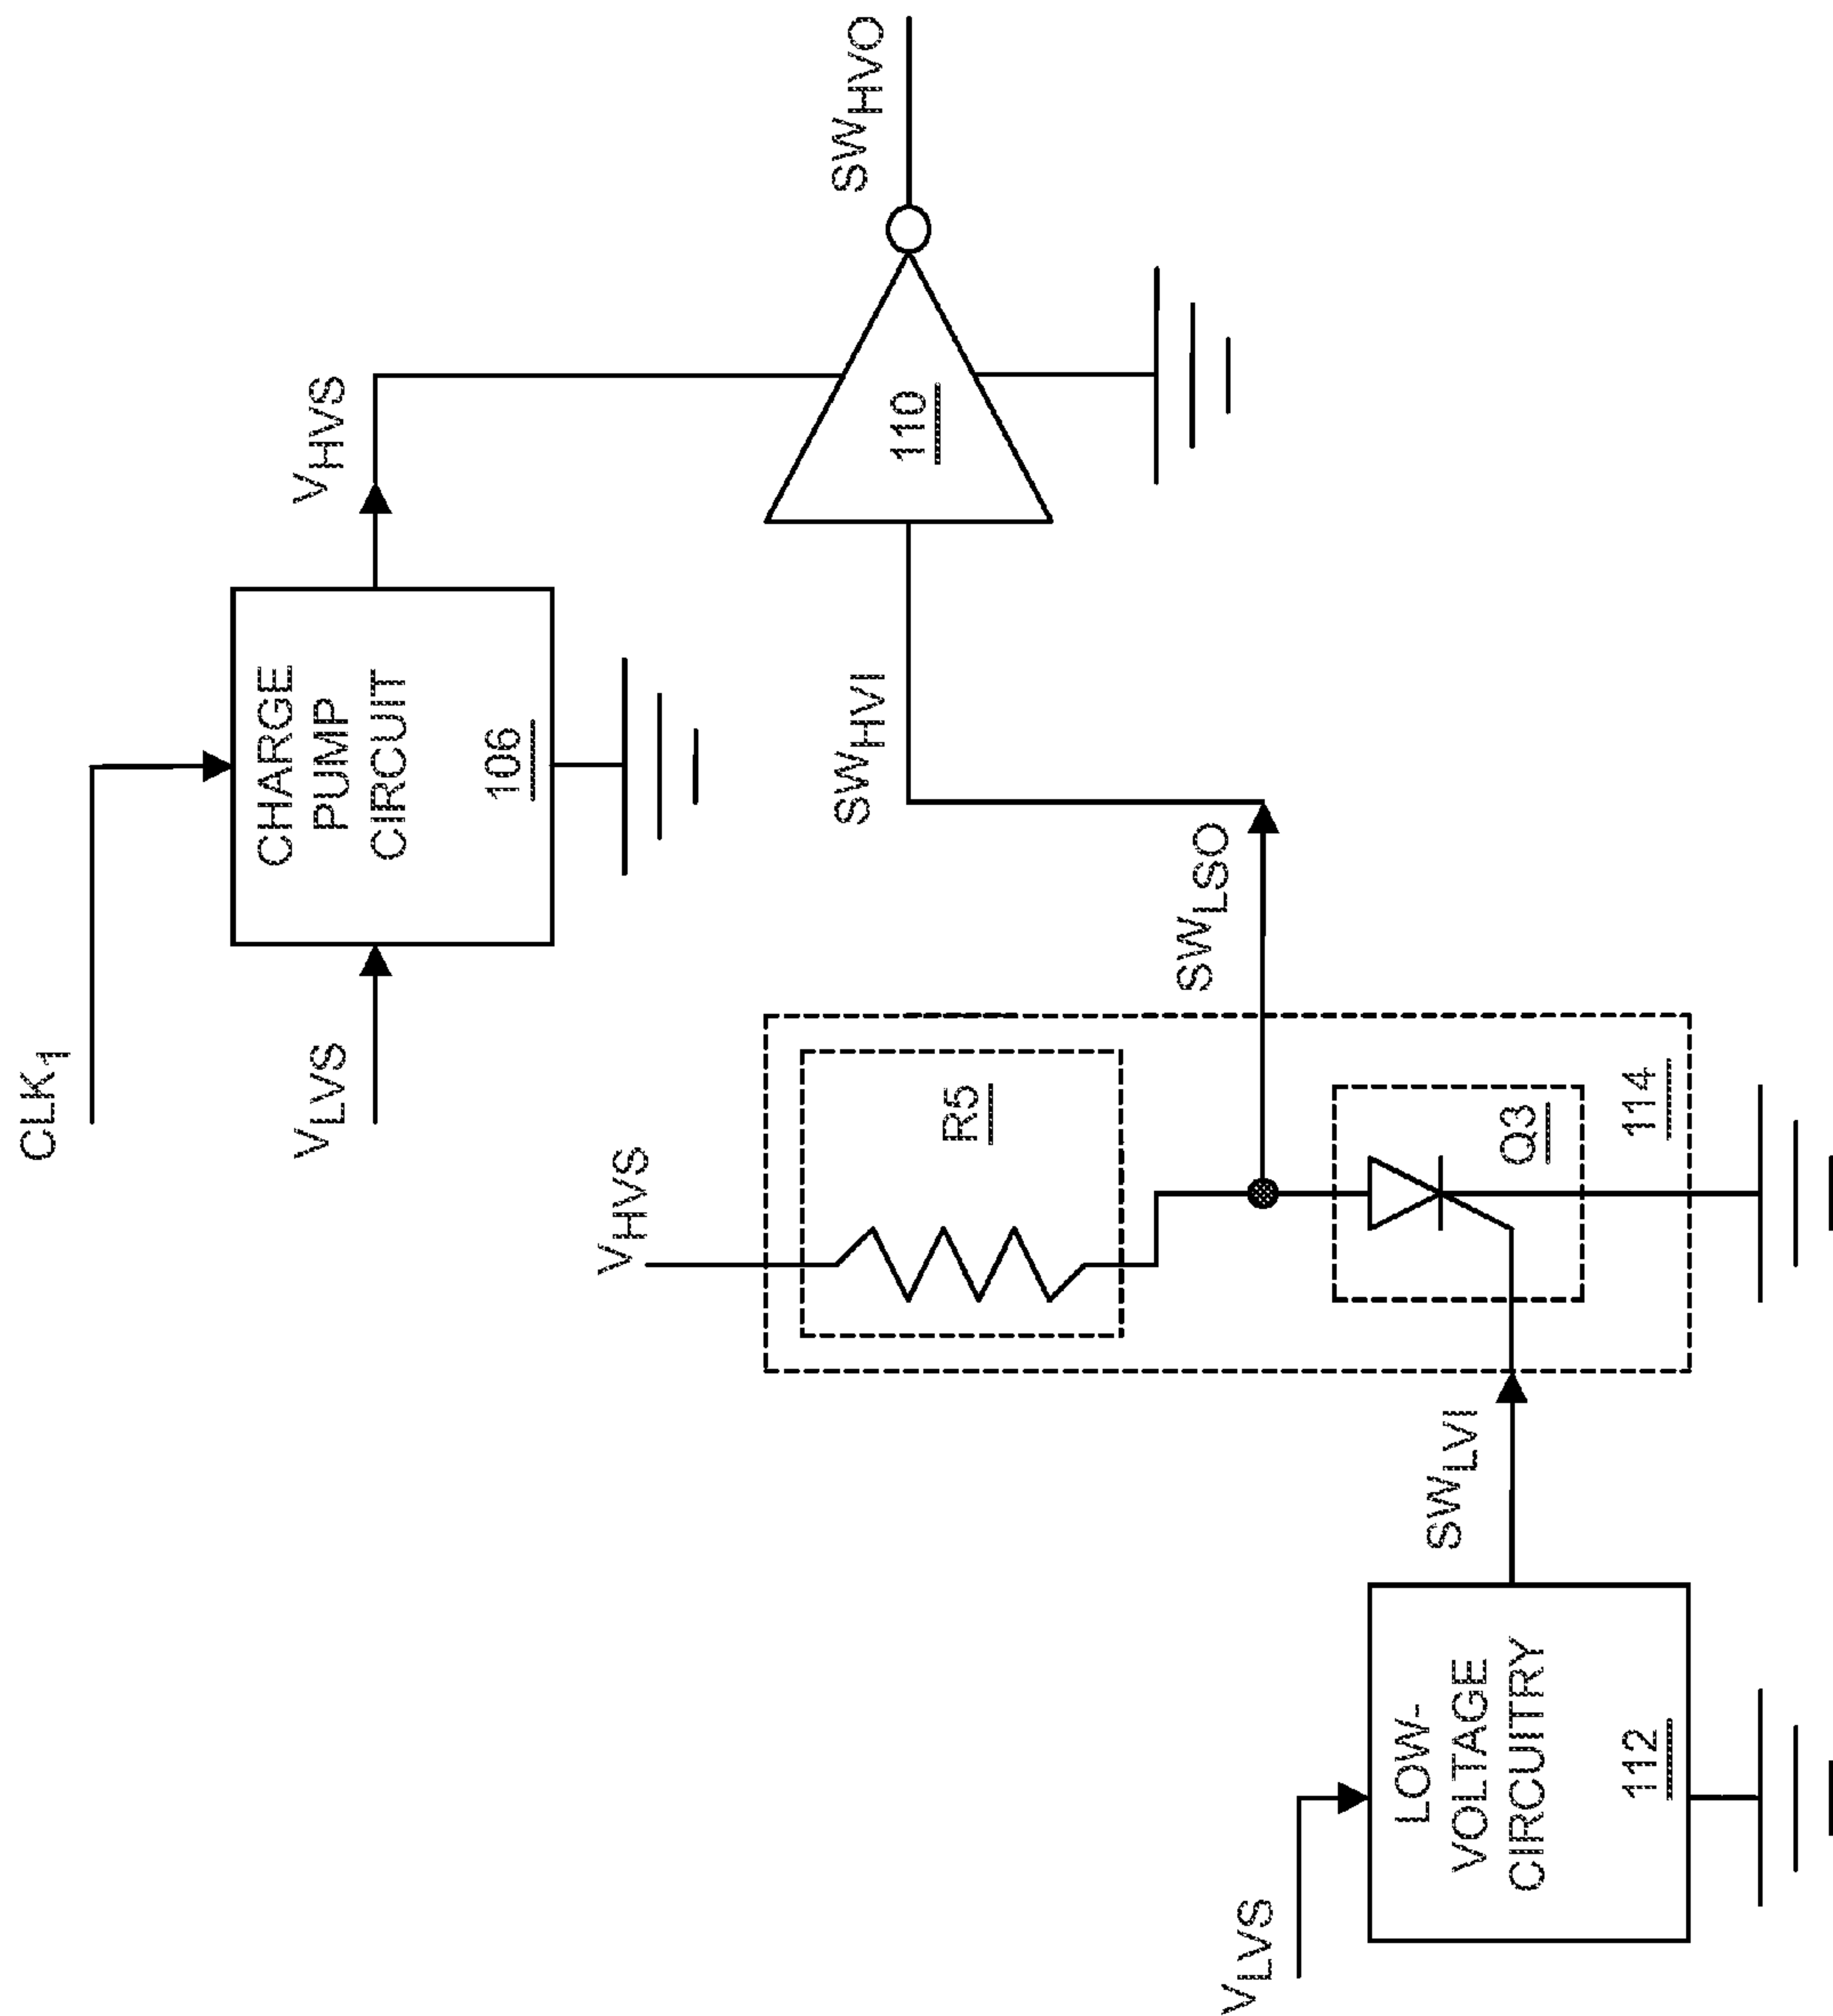 CLK1
VLVS
CHARGE
PUMP
CIRCUIT
106
VHVS
SWHVO
110
SWHVI
VHVS
R5
SWLSO
Q3
114
SWLVI
VLVS
LOW-
VOLTAGE
CIRCUITRY
112